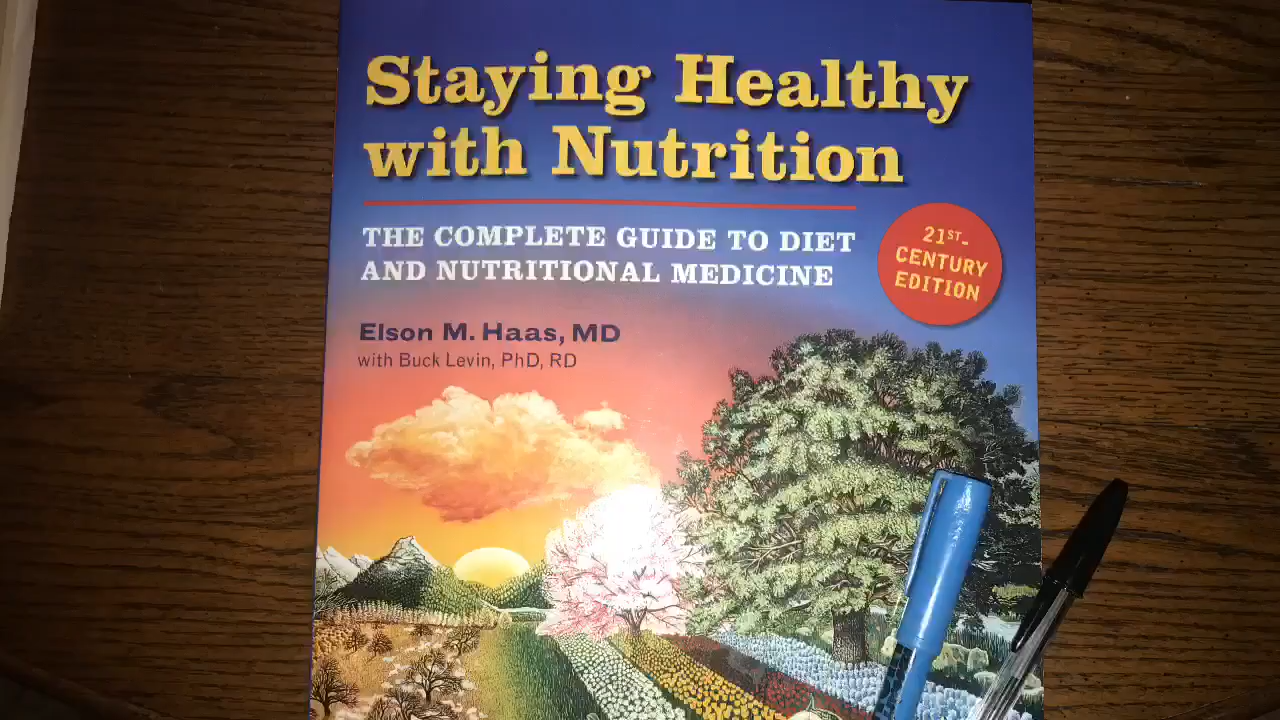 Staying Healthy
with Nutrition
THE COMPLETE GUIDE TO DIET
AND NUTRITIONAL MEDICINE
21ST-
CENTURY
EDITION
Elson M. Haas, MD
with Buck Levin, PhD, RD